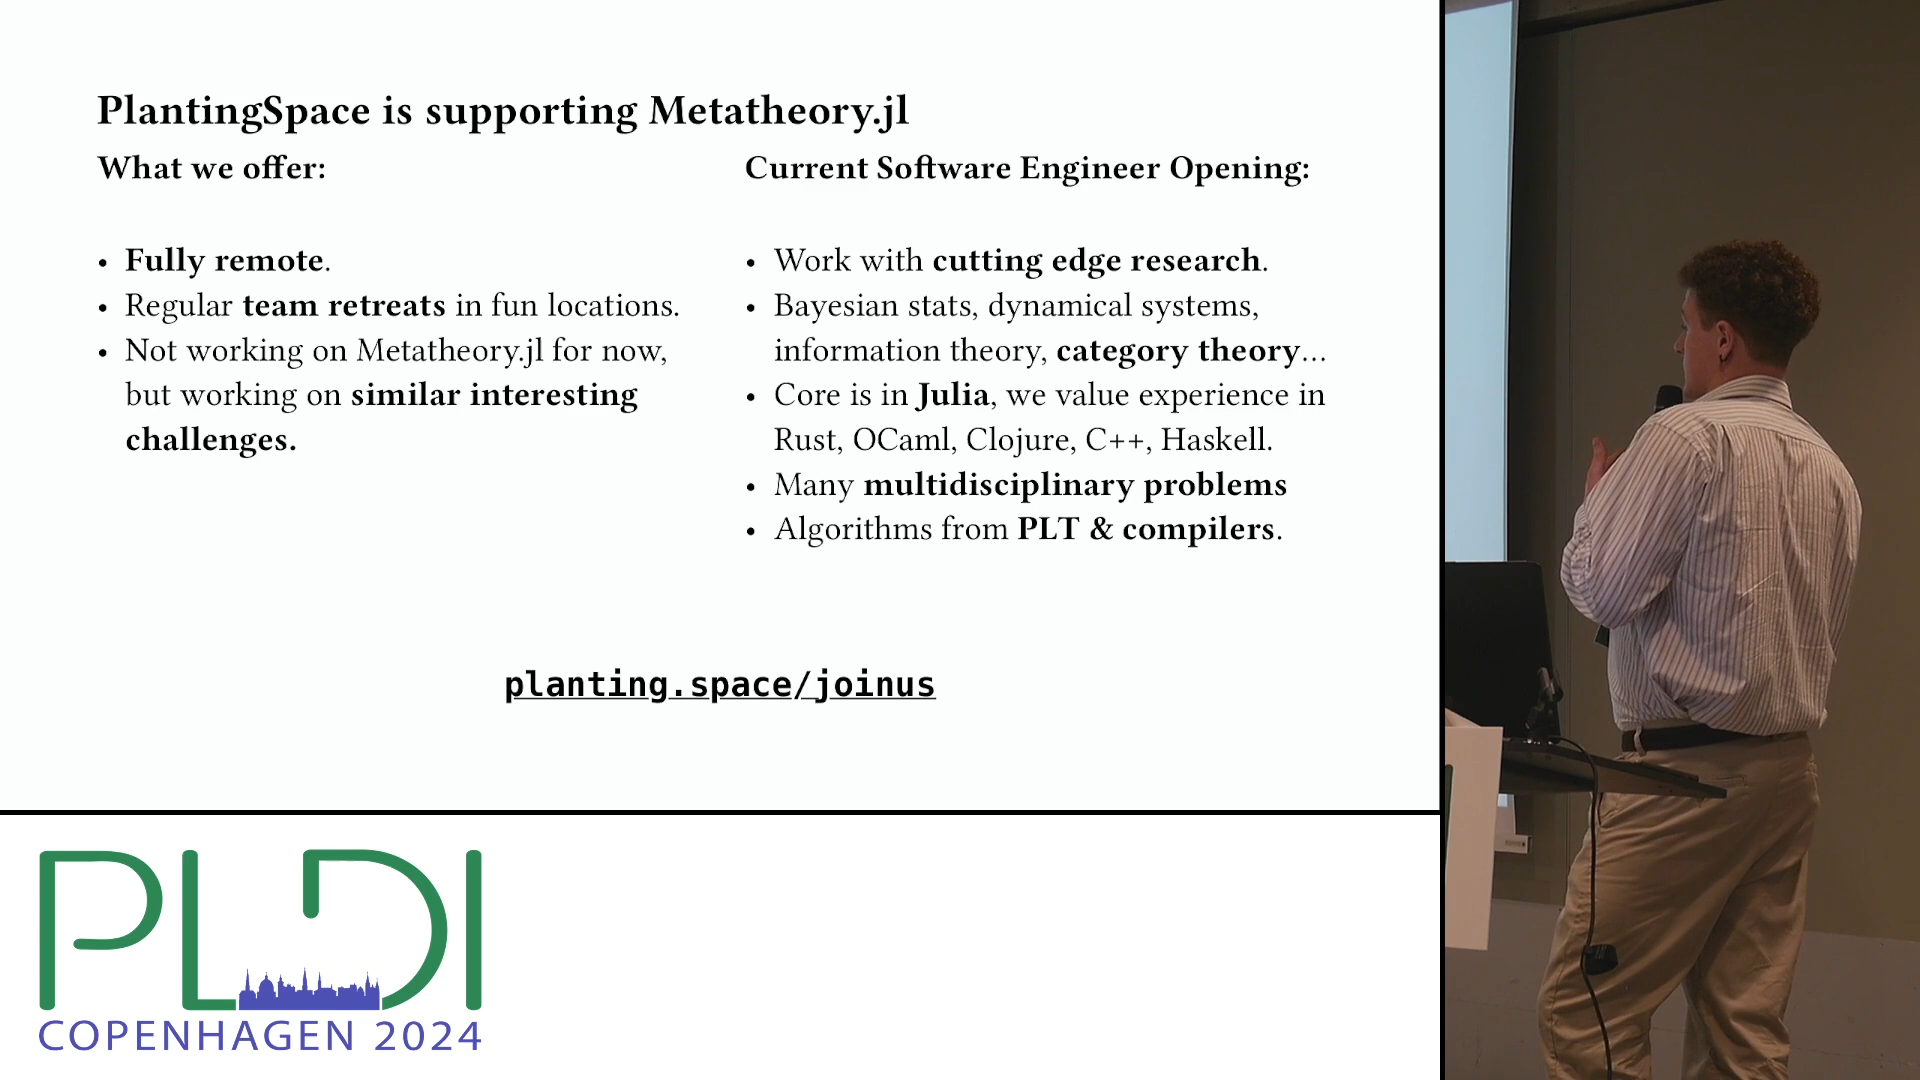 PlantingSpace is supporting Metatheory.jl
What we offer:
• Fully remote.
• Regular team retreats in fun locations.
• Not working on Metatheory.jl for now,
but working on similar interesting
challenges.
Current Software Engineer Opening:
• Work with cutting edge research.
• Bayesian stats, dynamical systems,
information theory, category theory…
• Core is in Julia, we value experience in
Rust, OCaml, Clojure, C++, Haskell.
• Many multidisciplinary problems
• Algorithms from PLT & compilers.
planting.space/joinus
PLDI
COPENHAGEN 2024